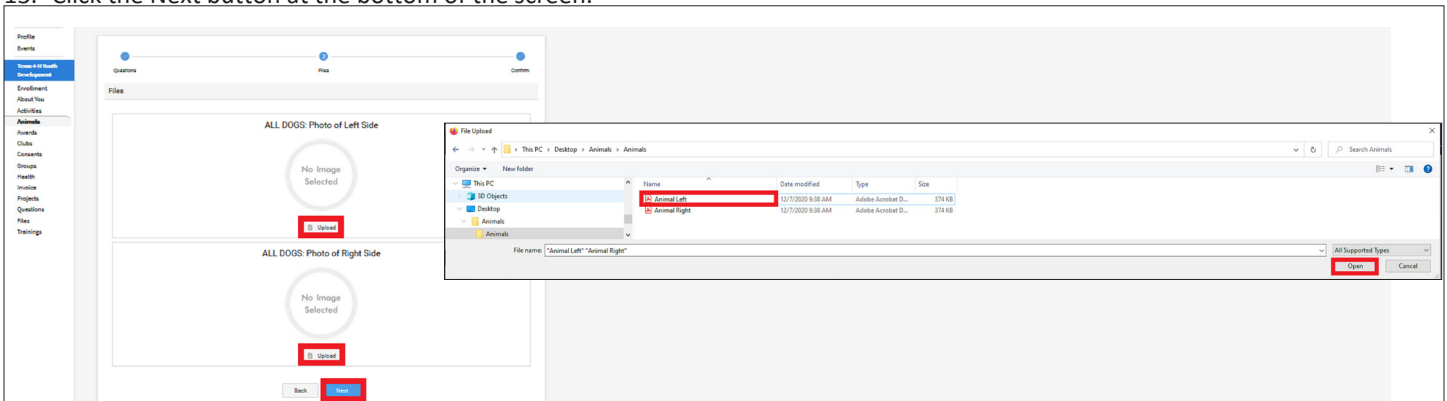 15. Click the Next button at the bottom of the screen.
Profile
Events
Texas 4-H Youth
Development
Enrollment
About You
Activities
Animals
Awards
Clubs
Consents
Groups
Health
Invoice
Projects
Questions
Files
Trainings
Questions
2
Files
Confirm
Files
ALL DOGS: Photo of Left Side
No Image
Selected
Upload
ALL DOGS: Photo of Right Side
No Image
Selected
Upload
Back
Next
File Upload
This PC > Desktop > Animals > Animals
Search Animals
Organize
New folder
This PC
3D Objects
Desktop
Animals
Animals
Name
Date modified
Type
Size
Animal Left
12/7/2020 9:38 AM
Adobe Acrobat D...
374 KB
Animal Right
12/7/2020 9:38 AM
Adobe Acrobat D...
374 KB
File name: "Animal Left" "Animal Right"
All Supported Types
Open
Cancel